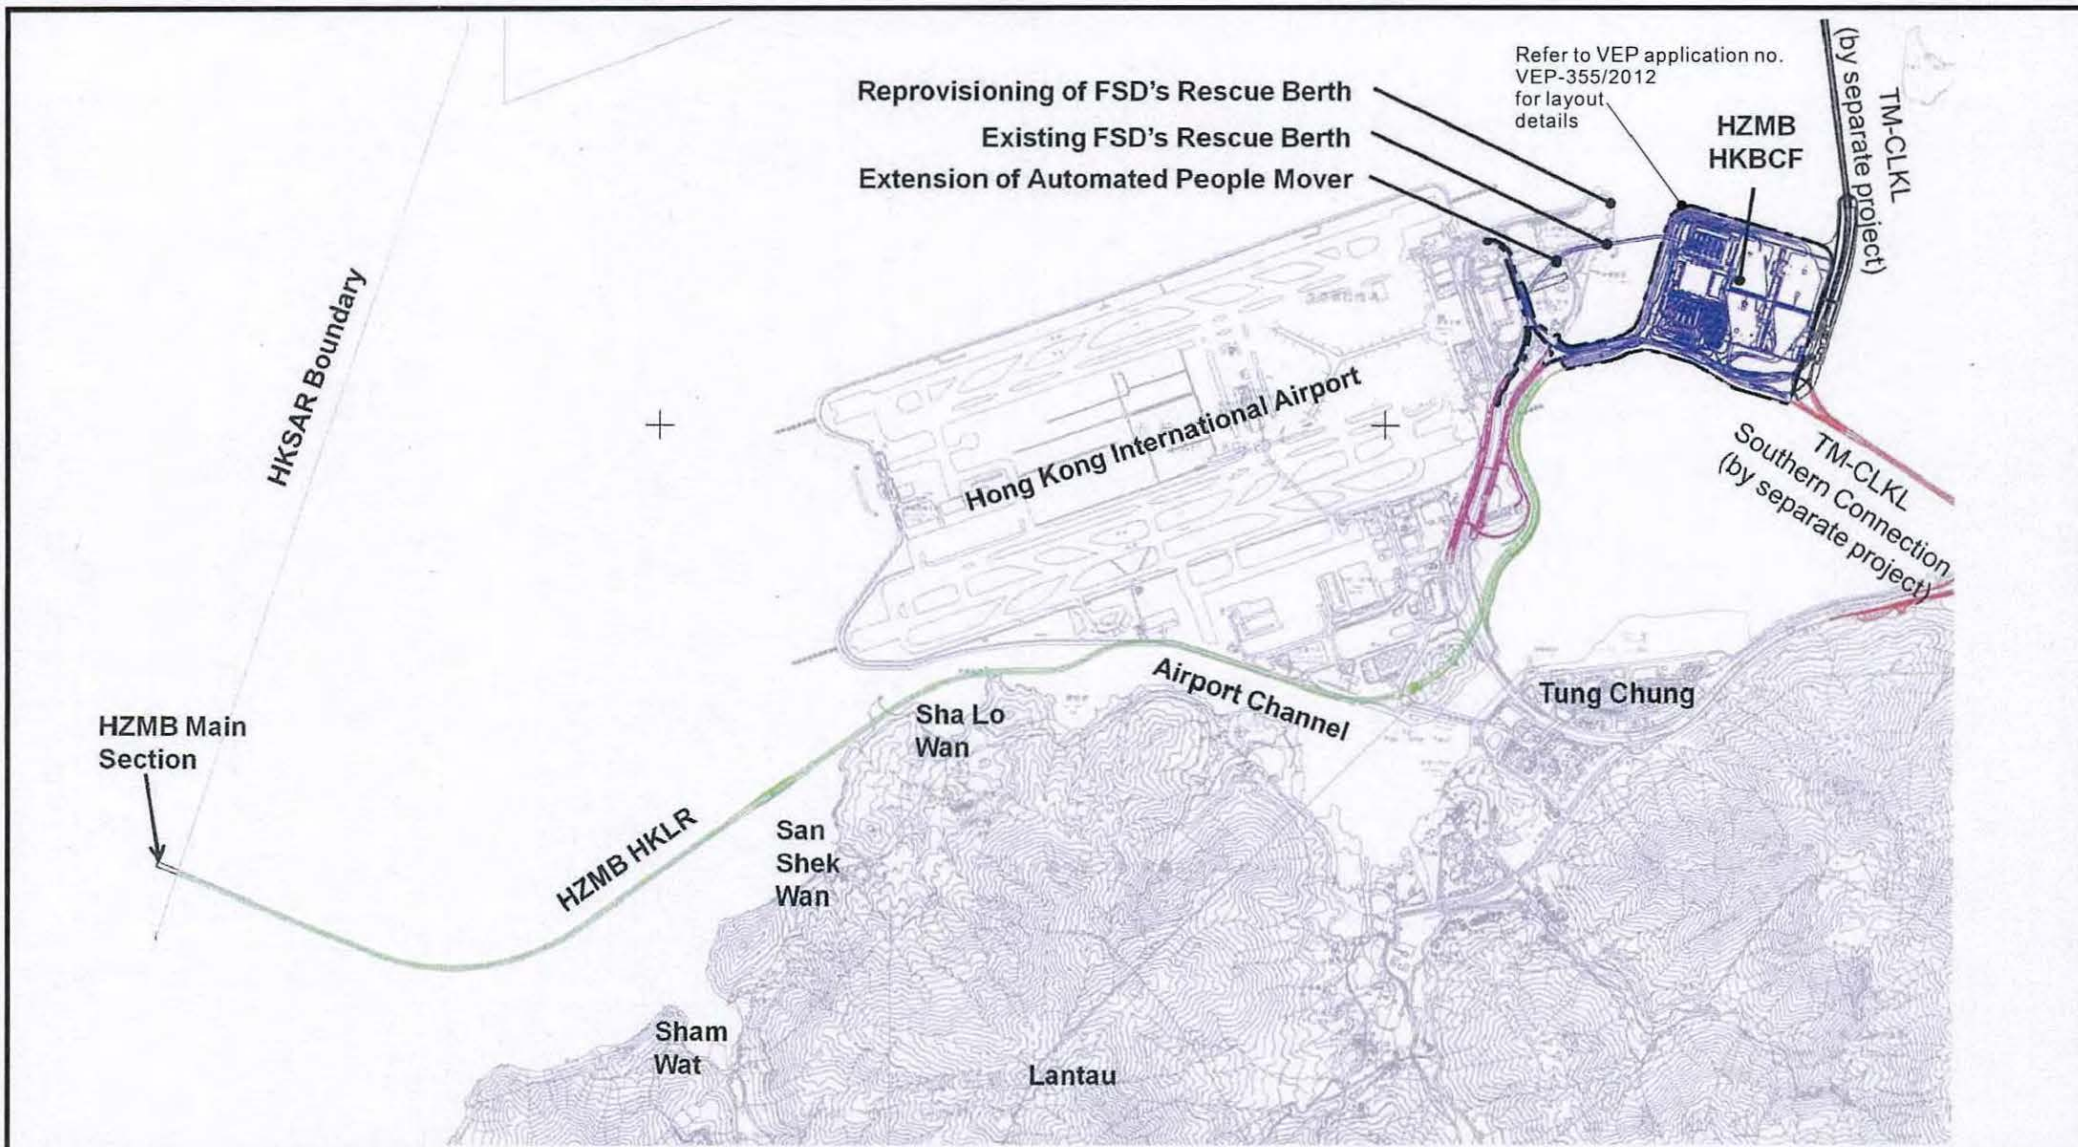 Refer to VEP application no.
VEP-355/2012
for layout
details
Reprovisioning of FSD's Rescue Berth
Existing FSD's Rescue Berth
Extension of Automated People Mover
HZMB
HKBCF
TM-CLKL
(by separate project)
HKSAR Boundary
Hong Kong International Airport
TM-CLKL
Southern Connection
(by separate project)
Airport Channel
Tung Chung
Sha Lo
Wan
HZMB Main
Section
HZMB HKLR
San
Shek
Wan
Sham
Wat
Lantau